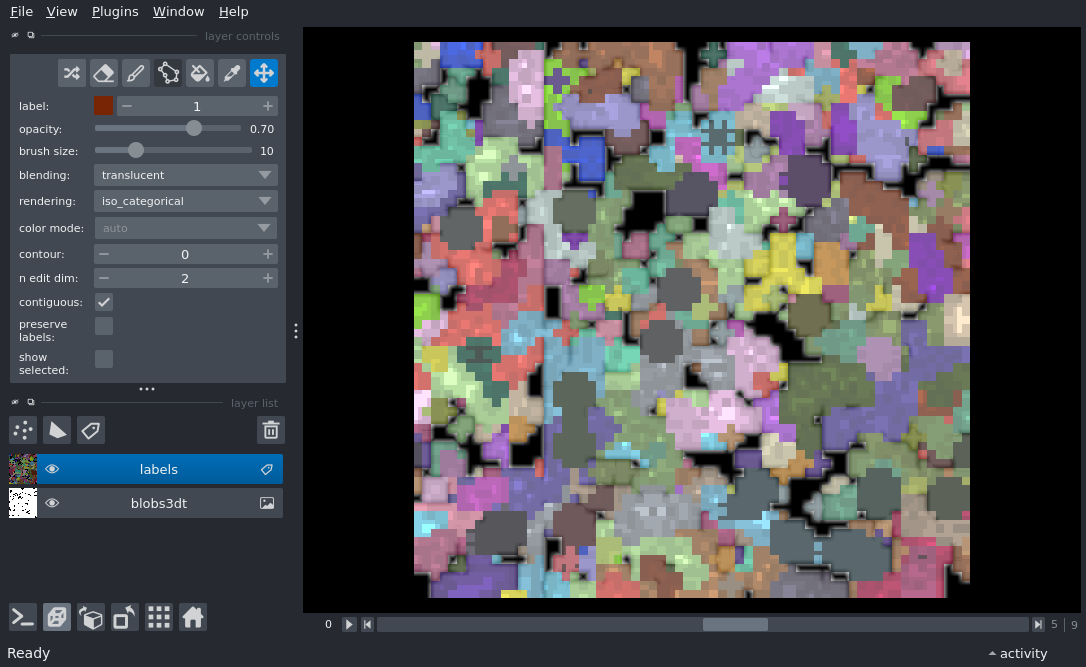 File View Plugins Window Help
layer controls
label: 1
opacity: 0.70
brush size: 10
blending: translucent
rendering: iso_categorical
color mode: auto
contour: 0
n edit dim: 2
contiguous:
preserve
labels:
show
selected:
layer list
labels
blobs3dt
0 5 9
Ready activity